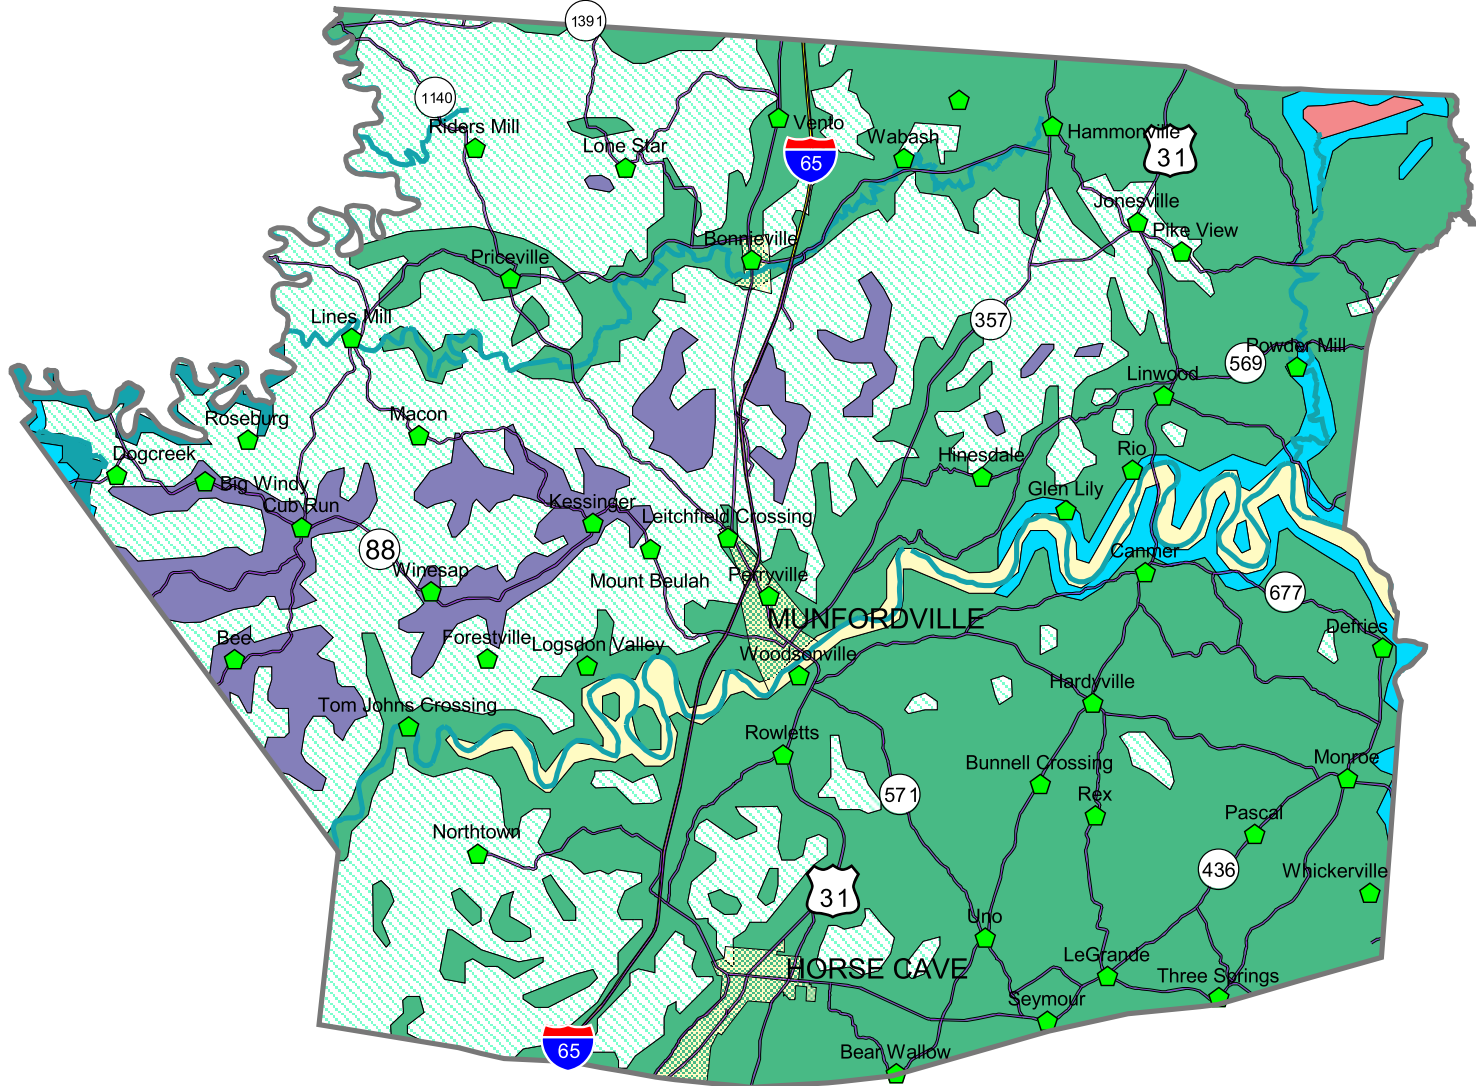 1391
1140
Riders Mill
Vento
Hammonville
Wabash
Lone Star
31
65
Jonesville
Pike View
Bonnieville
Priceville
Lines Mill
357
Powder Mill
569
Linwood
Macon
Roseburg
Dogcreek
Big Windy
Hinesdale
Rio
Glen Lily
Cub Run
Kessinger
Leitchfield Crossing
88
Canmer
Winesap
Mount Beulah
Perryville
677
MUNFORDVILLE
Defries
Bee
Forestville
Logsdon Valley
Woodsonville
Hardyville
Tom Johns Crossing
Rowletts
Bunnell Crossing
Monroe
571
Rex
Pascal
Northtown
436
Whickerville
31
Uno
HORSE CAVE
LeGrande
Three Springs
Seymour
65
Bear Wallow